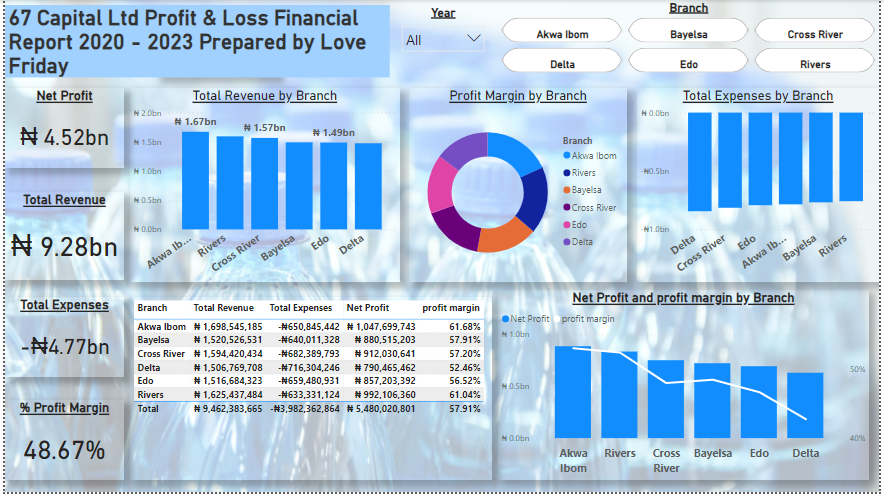 67 Capital Ltd Profit & Loss Financial
Report 2020 - 2023 Prepared by Love
Friday
Year
All
Branch
Akwa Ibom
Bayelsa
Cross River
Delta
Edo
Rivers
Net Profit
₦ 4.52bn
Total Revenue
₦ 9.28bn
Total Expenses
-₦4.77bn
% Profit Margin
48.67%
Total Revenue by Branch
₦ 2.0bn
₦ 1.5bn
₦ 1.0bn
₦ 0.5bn
₦ 0.0bn
₦ 1.67bn
₦ 1.57bn
₦ 1.49bn
Akwa Ib...
Rivers
Cross River
Bayelsa
Edo
Delta
Profit Margin by Branch
Branch
Akwa Ibom
Rivers
Bayelsa
Cross River
Edo
Delta
Total Expenses by Branch
₦0.0bn
-₦0.5bn
-₦1.0bn
Delta
Cross River
Edo
Akwa Ib...
Bayelsa
Rivers
Branch Total Revenue Total Expenses Net Profit profit margin
Akwa Ibom ₦ 1,698,545,185 -₦650,845,442 ₦ 1,047,699,743 61.68%
Bayelsa ₦ 1,520,526,531 -₦640,011,328 ₦ 880,515,203 57.91%
Cross River ₦ 1,594,420,434 -₦682,389,793 ₦ 912,030,641 57.20%
Delta ₦ 1,506,769,708 -₦716,304,246 ₦ 790,465,462 52.46%
Edo ₦ 1,516,684,323 -₦659,480,931 ₦ 857,203,392 56.52%
Rivers ₦ 1,625,437,484 -₦633,331,124 ₦ 992,106,360 61.04%
Total ₦ 9,462,383,665 -₦3,982,362,864 ₦ 5,480,020,801 57.91%
Net Profit and profit margin by Branch
Net Profit profit margin
₦ 1.0bn
₦ 0.5bn
₦ 0.0bn
50%
40%
Akwa
Ibom
Rivers
Cross
River
Bayelsa
Edo
Delta